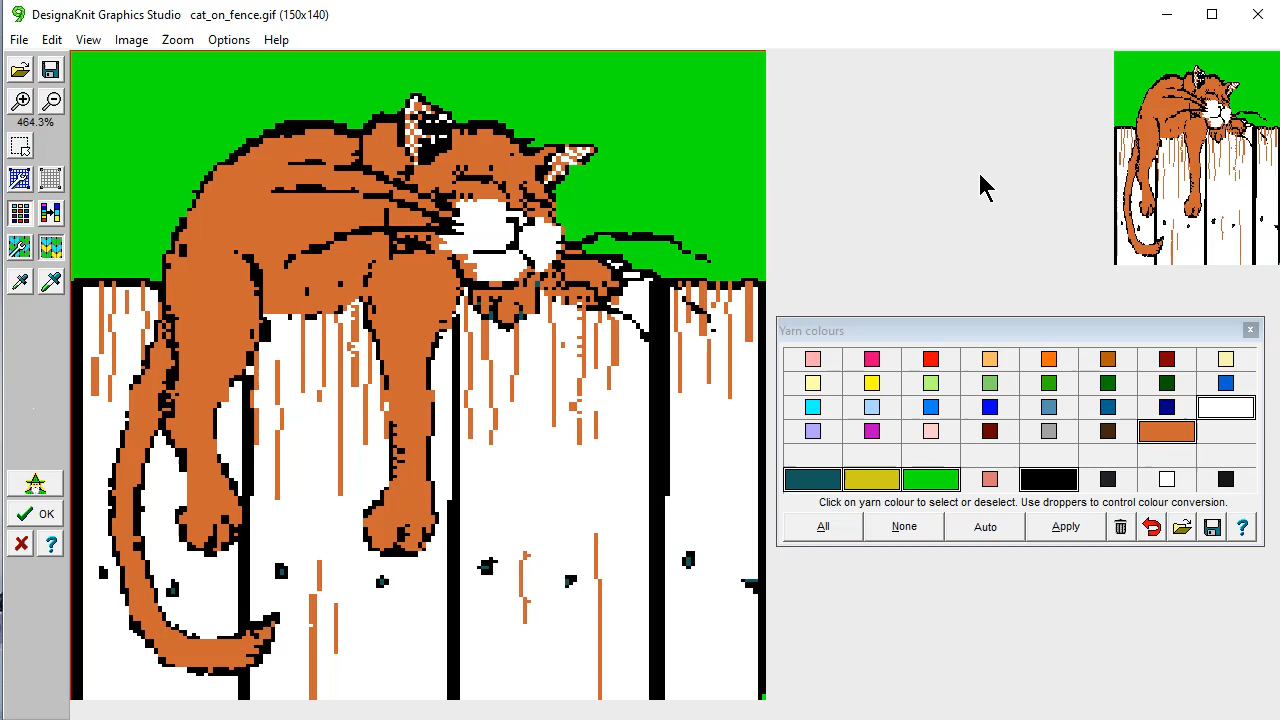 DesignaKnit Graphics Studio cat_on_fence.gif (150x140)
File Edit View Image Zoom Options Help
464.3%
OK
Yarn colours
Click on yarn colour to select or deselect. Use droppers to control colour conversion.
All None Auto Apply